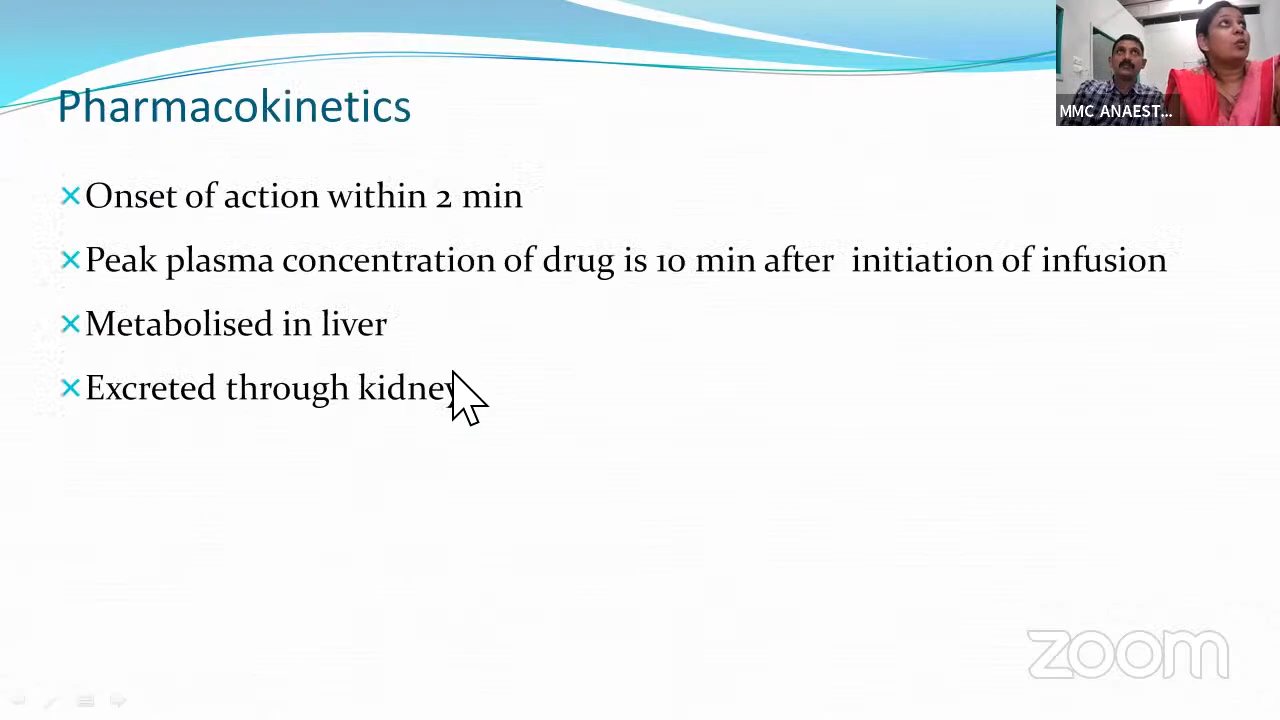 MMC ANAEST...
Pharmacokinetics
Onset of action within 2 min
Peak plasma concentration of drug is 10 min after initiation of infusion
Metabolised in liver
Excreted through kidney
zoom